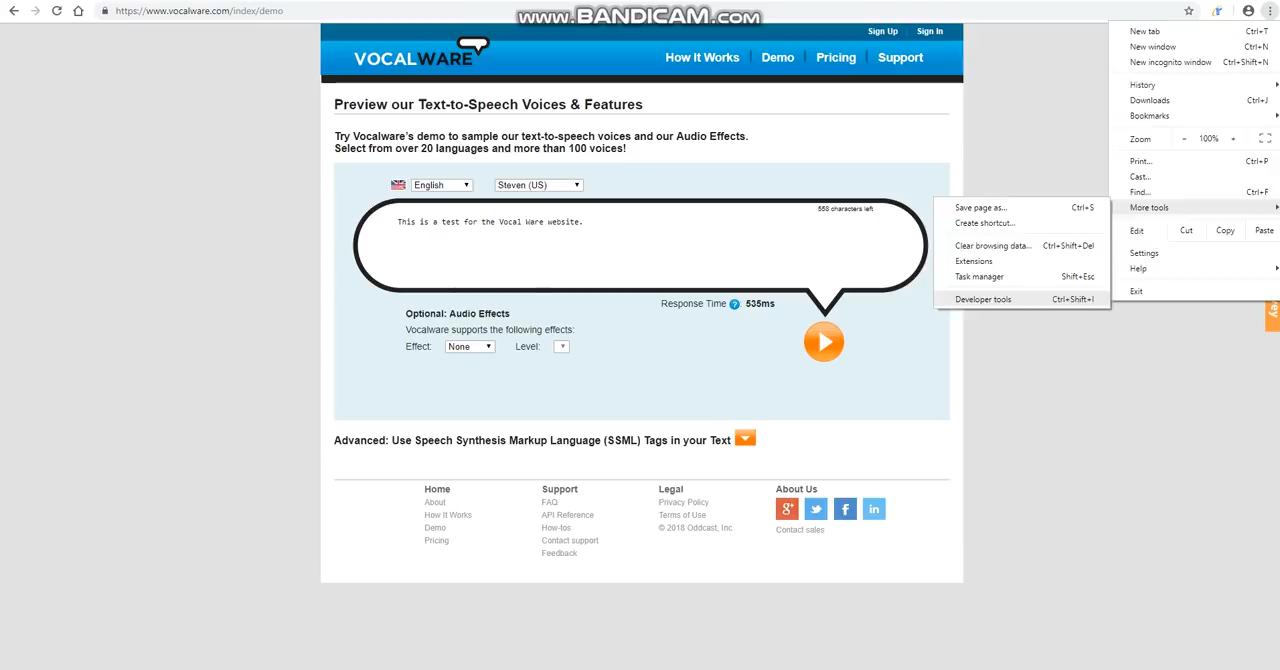 https://www.vocalware.com/index/demo
www.BANDICAM.com
Sign Up Sign In
VOCALWARE
How It Works Demo Pricing Support
Preview our Text-to-Speech Voices & Features
Try Vocalware's demo to sample our text-to-speech voices and our Audio Effects.
Select from over 20 languages and more than 100 voices!
English Steven (US)
558 characters left
This is a test for the Vocal Ware website.
Response Time ? 535ms
Optional: Audio Effects
Vocalware supports the following effects:
Effect: None Level:
Advanced: Use Speech Synthesis Markup Language (SSML) Tags in your Text
Home
About
How It Works
Demo
Pricing
Support
FAQ
API Reference
How-tos
Contact support
Feedback
Legal
Privacy Policy
Terms of Use
© 2018 Oddcast, Inc.
About Us
g+ f in
Contact sales
New tab Ctrl+T
New window Ctrl+N
New incognito window Ctrl+Shift+N
History
Downloads Ctrl+J
Bookmarks
Zoom - 100% +
Print... Ctrl+P
Cast...
Find... Ctrl+F
More tools
Edit Cut Copy Paste
Settings
Help
Exit
Save page as... Ctrl+S
Create shortcut...
Clear browsing data... Ctrl+Shift+Del
Extensions
Task manager Shift+Esc
Developer tools Ctrl+Shift+I